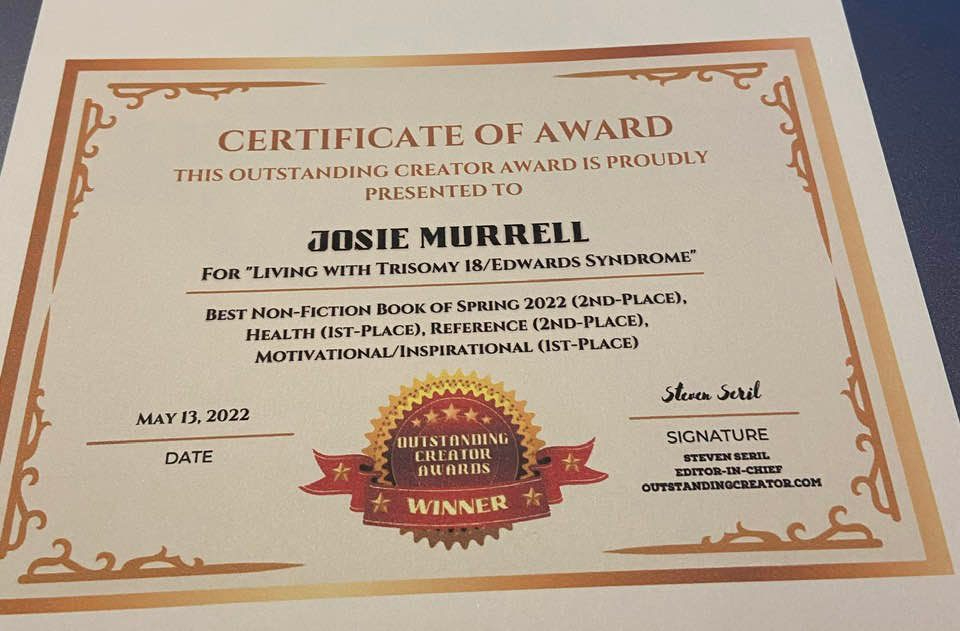 CERTIFICATE OF AWARD
THIS OUTSTANDING CREATOR AWARD IS PROUDLY
PRESENTED TO
JOSIE MURRELL
FOR "LIVING WITH TRISOMY 18/EDWARDS SYNDROME"
BEST NON-FICTION BOOK OF SPRING 2022 (2ND-PLACE),
HEALTH (1ST-PLACE), REFERENCE (2ND-PLACE),
MOTIVATIONAL/INSPIRATIONAL (1ST-PLACE)
MAY 13, 2022
DATE
OUTSTANDING
CREATOR
AWARDS
WINNER
Steven Seril
SIGNATURE
STEVEN SERIL
EDITOR-IN-CHIEF
OUTSTANDINGCREATOR.COM